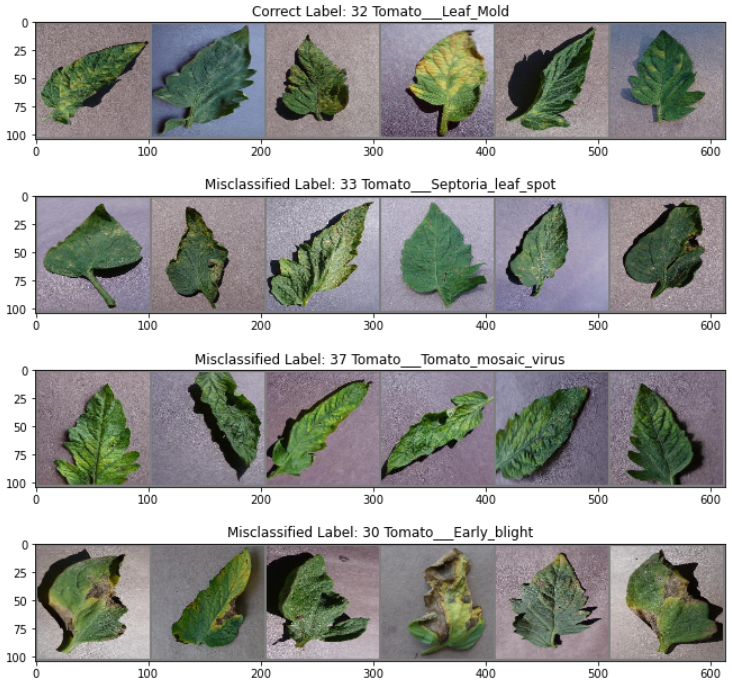 Correct Label: 32 Tomato___Leaf_Mold
0
25
50
75
100
0 100 200 300 400 500 600
Misclassified Label: 33 Tomato___Septoria_leaf_spot
0
25
50
75
100
0 100 200 300 400 500 600
Misclassified Label: 37 Tomato___Tomato_mosaic_virus
0
25
50
75
100
0 100 200 300 400 500 600
Misclassified Label: 30 Tomato___Early_blight
0
25
50
75
100
0 100 200 300 400 500 600